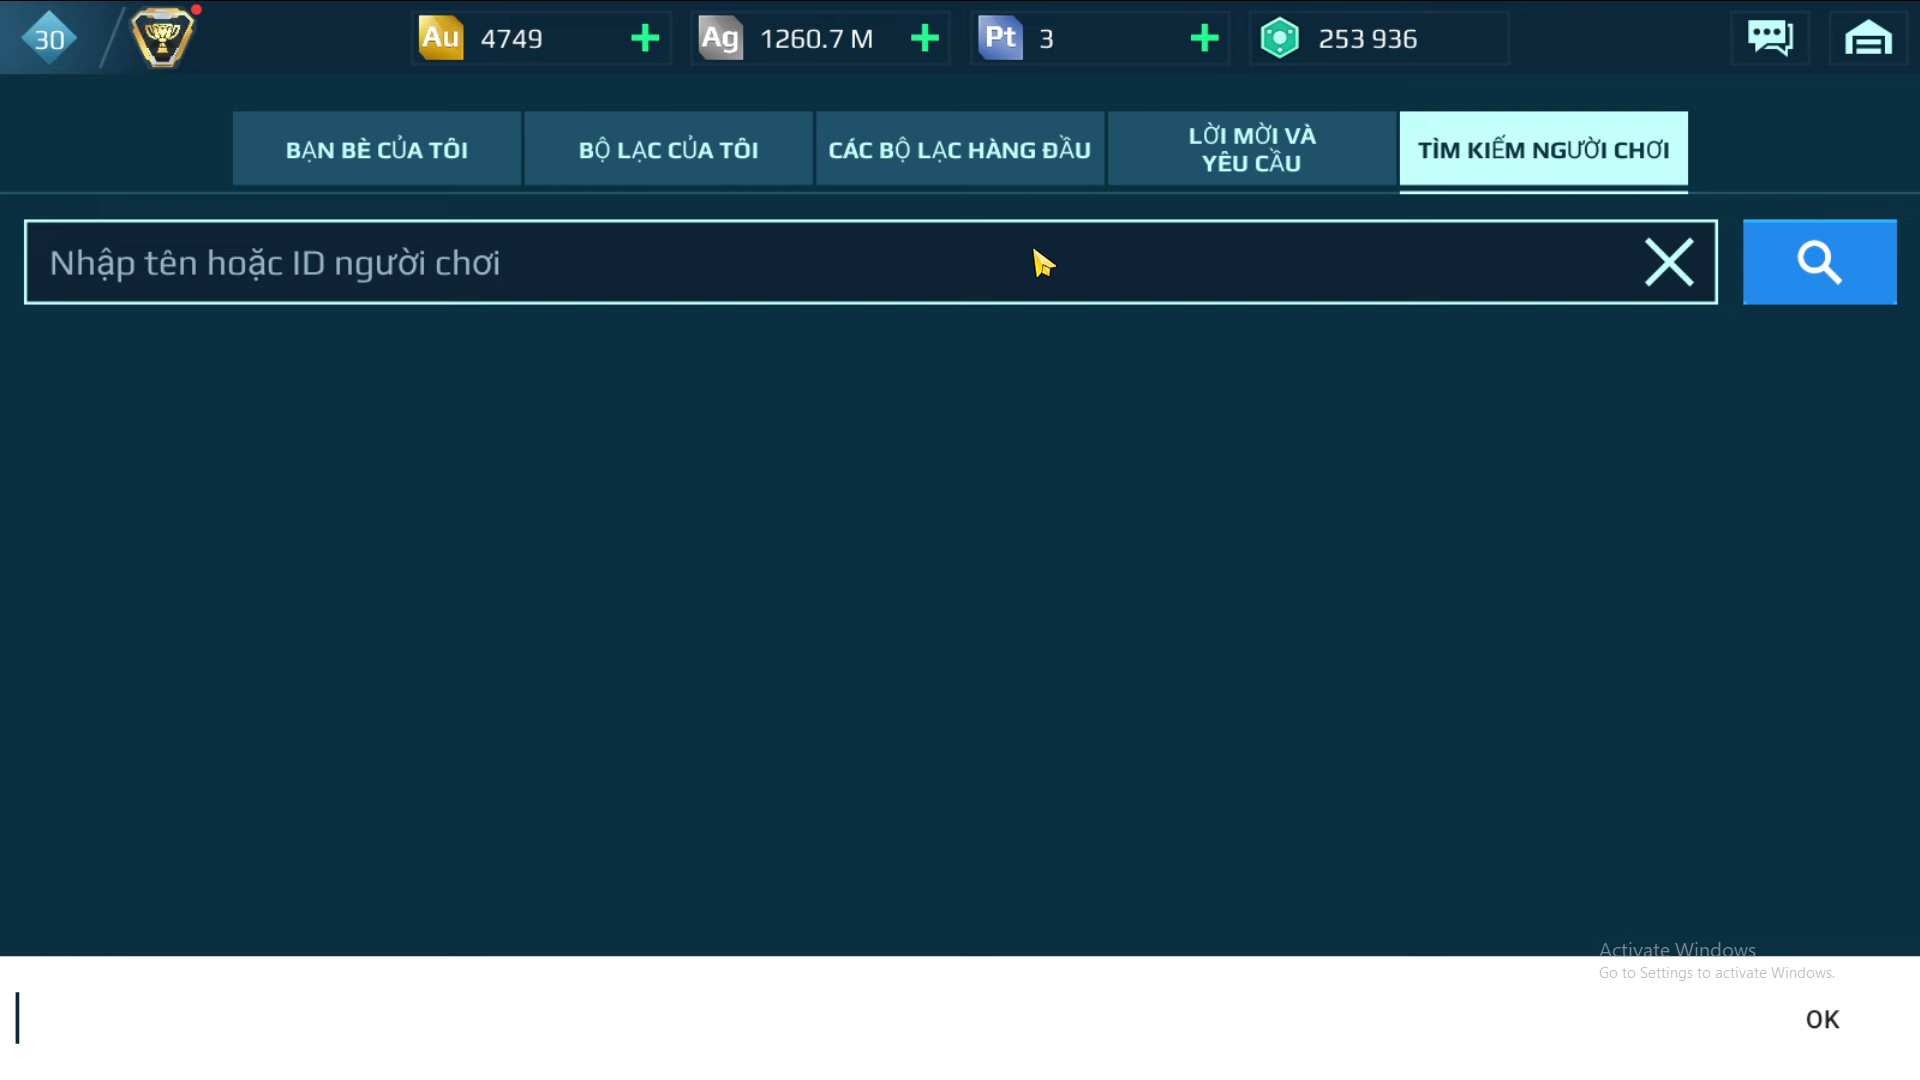 30
Au 4749
Ag 1260.7 M
Pt 3
253 936
BẠN BÈ CỦA TÔI
BỘ LẠC CỦA TÔI
CÁC BỘ LẠC HÀNG ĐẦU
LỜI MỜI VÀ
YÊU CẦU
TÌM KIẾM NGƯỜI CHƠI
Nhập tên hoặc ID người chơi
Activate Windows
Go to Settings to activate Windows.
OK